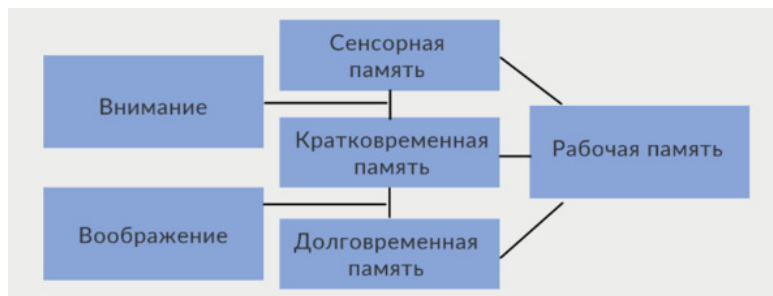 Сенсорная
память
Внимание
Кратковременная
память
Рабочая память
Воображение
Долговременная
память